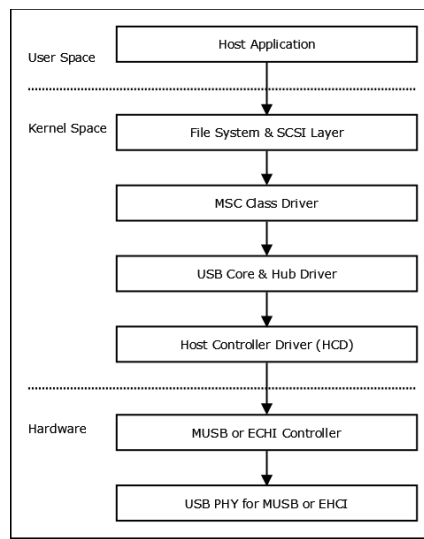 Host Application
User Space
Kernel Space
File System & SCSI Layer
MSC Class Driver
USB Core & Hub Driver
Host Controller Driver (HCD)
Hardware
MUSB or ECHI Controller
USB PHY for MUSB or EHCI